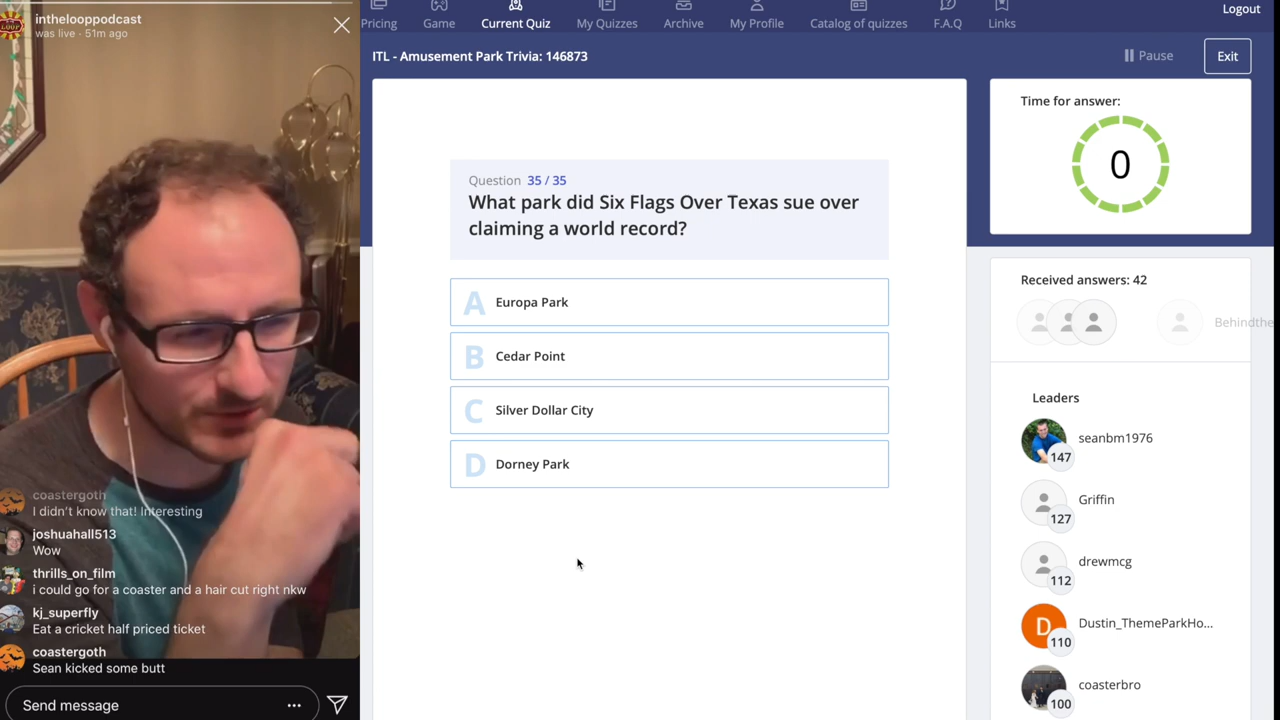 inthelooppodcast
was live · 51m ago
Pricing
Game
Current Quiz
My Quizzes
Archive
My Profile
Catalog of quizzes
F.A.Q
Links
Logout
ITL - Amusement Park Trivia: 146873
Pause
Exit
Question 35 / 35
What park did Six Flags Over Texas sue over
claiming a world record?
A Europa Park
B Cedar Point
C Silver Dollar City
D Dorney Park
Time for answer:
0
Received answers: 42
Behindthe
Leaders
seanbm1976
147
Griffin
127
drewmcg
112
D
Dustin_ThemeParkHo...
110
coasterbro
100
coastergoth
I didn't know that! Interesting
joshuahall513
Wow
thrills_on_film
i could go for a coaster and a hair cut right nkw
kj_superfly
Eat a cricket half priced ticket
coastergoth
Sean kicked some butt
Send message